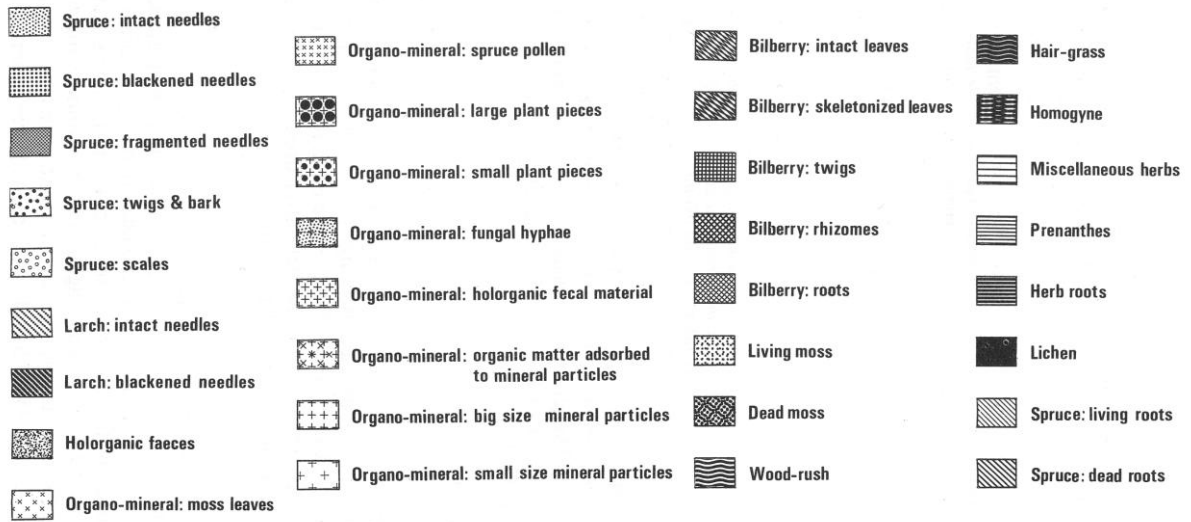 Spruce: intact needles
Spruce: blackened needles
Spruce: fragmented needles
Spruce: twigs & bark
Spruce: scales
Larch: intact needles
Larch: blackened needles
Holorganic faeces
Organo-mineral: moss leaves
Organo-mineral: spruce pollen
Organo-mineral: large plant pieces
Organo-mineral: small plant pieces
Organo-mineral: fungal hyphae
Organo-mineral: holorganic fecal material
Organo-mineral: organic matter adsorbed
to mineral particles
Organo-mineral: big size mineral particles
Organo-mineral: small size mineral particles
Bilberry: intact leaves
Bilberry: skeletonized leaves
Bilberry: twigs
Bilberry: rhizomes
Bilberry: roots
Living moss
Dead moss
Wood-rush
Hair-grass
Homogyne
Miscellaneous herbs
Prenanthes
Herb roots
Lichen
Spruce: living roots
Spruce: dead roots